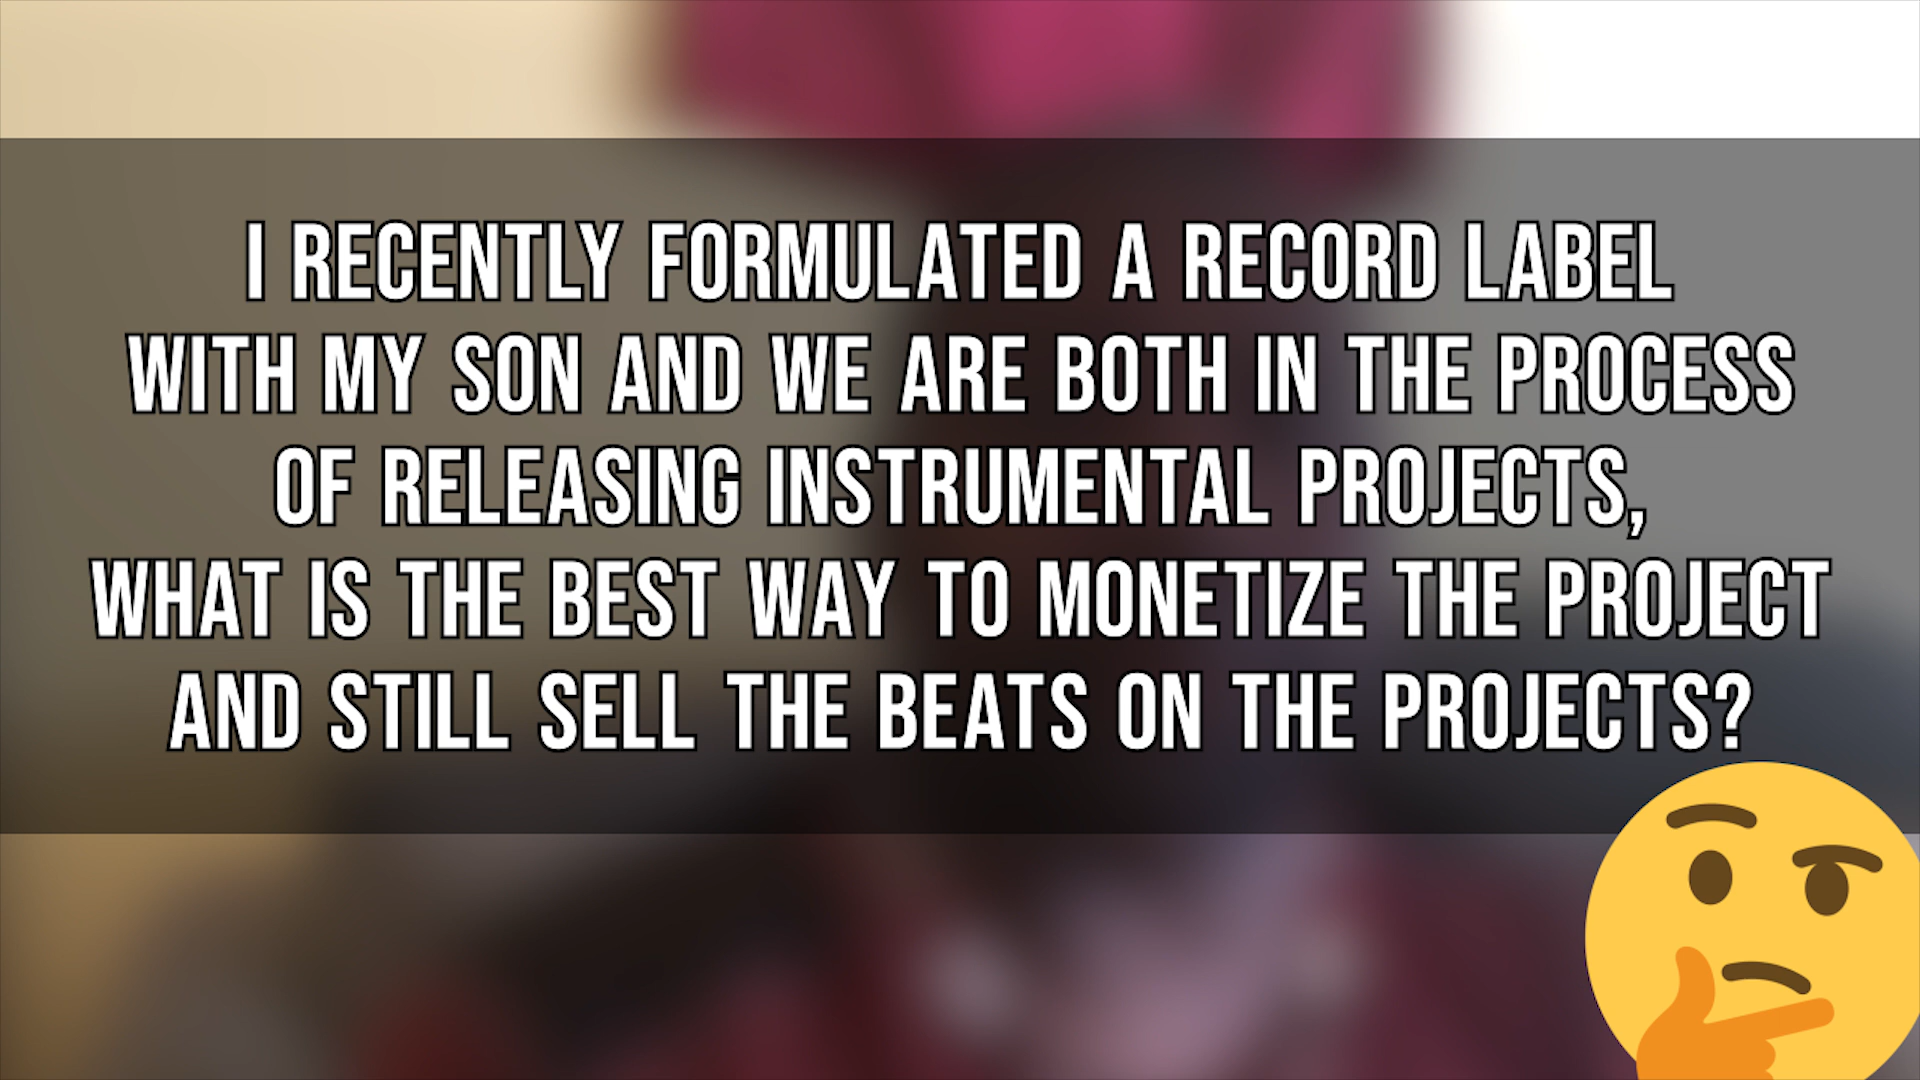 I RECENTLY FORMULATED A RECORD LABEL
WITH MY SON AND WE ARE BOTH IN THE PROCESS
OF RELEASING INSTRUMENTAL PROJECTS,
WHAT IS THE BEST WAY TO MONETIZE THE PROJECT
AND STILL SELL THE BEATS ON THE PROJECTS?